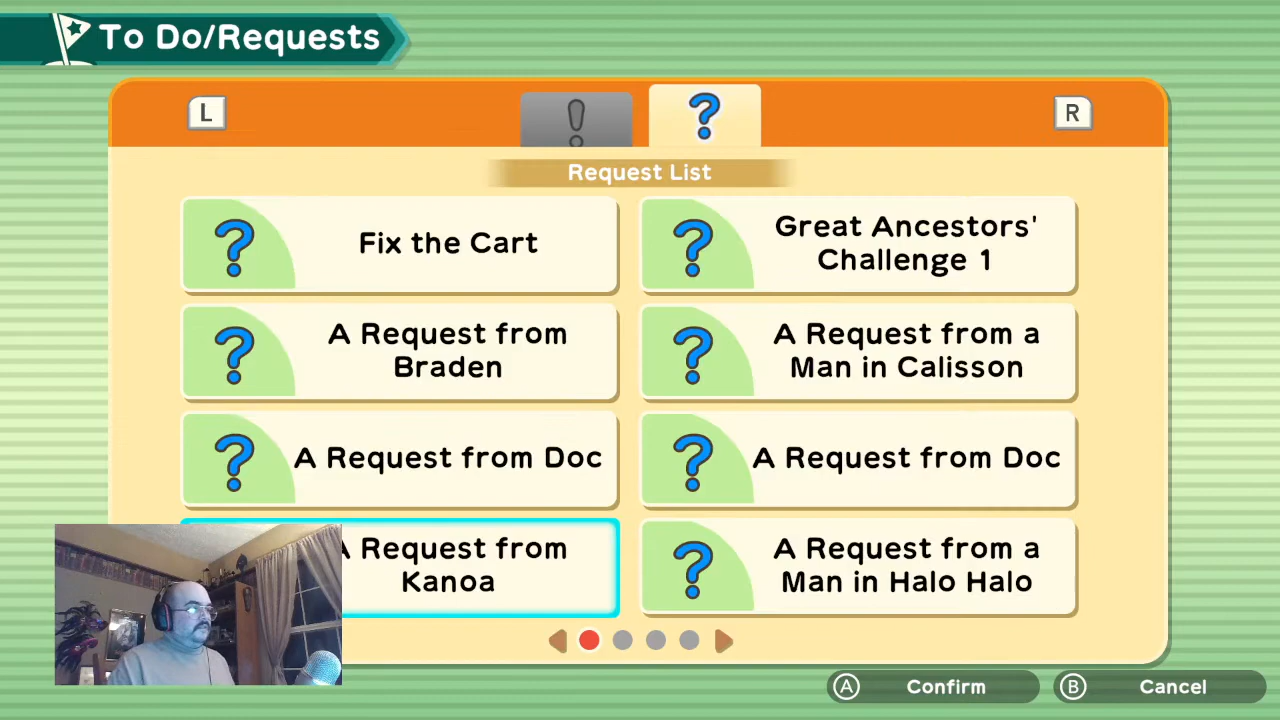 To Do/Requests
L
R
Request List
Fix the Cart
Great Ancestors'
Challenge 1
A Request from
Braden
A Request from a
Man in Calisson
A Request from Doc
A Request from Doc
A Request from
Kanoa
A Request from a
Man in Halo Halo
A Confirm
B Cancel